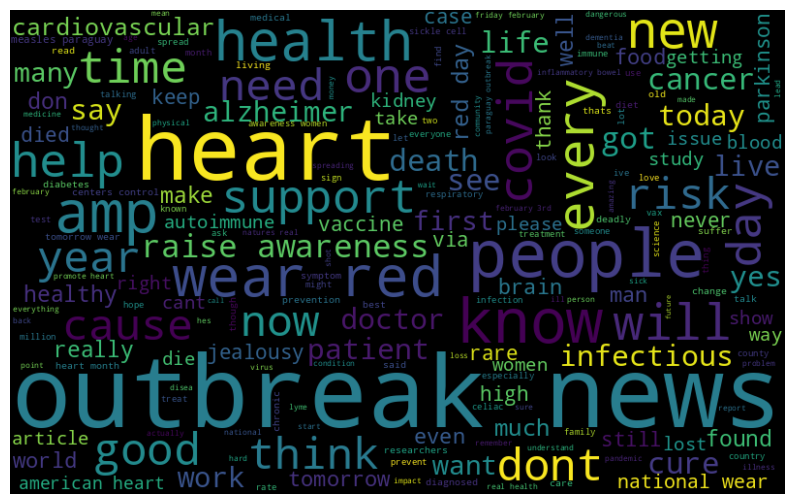 cardiovascular
measles paraguay
mean
spread
many
read
adult
time
month
talking
don
say
medicine
thought
physical
died
diabetes
centers control
february
test
known
tomorrow wear
ask
natures real
medical
health
need
one
keep
alzheimer
kidney
take
two
awareness women
let
everyone
spreading
sickle cell
case
life
living
find
money
community
paraguay outbreak
red day
friday february
dangerous
dementia
beat
immune
inflammatory bowel
use
thats
diet
old
made
lead
new
well
food
getting
cancer
parkinson
thank
covid
every
today
got
issue
blood
study
lot
look
help
heart
death
see
sign
wait
respiratory
february 3rd
amazing
love
ive
deadly
vax
live
amp
support
make
autoimmune
vaccine
first
please
treatment
someone
risk
never
suffer
science
thing
day
year
raise awareness
via
people
yes
healthy
promote heart
right
hope
call
cant
though
symptom
might
shot
wear red
prevention
best
brain
infection
sick
ill
person
man
change
talk
future
show
way
everything
back
million
cause
hes
now
doctor
know
will
county
problem
really
point
heart month
die
disea
treat
virus
jealousy
condition
said
patient
loss
rare
women
especially
infectious
outbreak news
chronic
lyme
high
celiac
sure
report
article
world
good
actually
national
hard
rate
start
think
even
researchers
prevent
impact
diagnosed
much
want
remember
understand
family
dont
real health
care
still
lost
found
country
illness
pandemic
cure
american heart
work
tomorrow
national wear